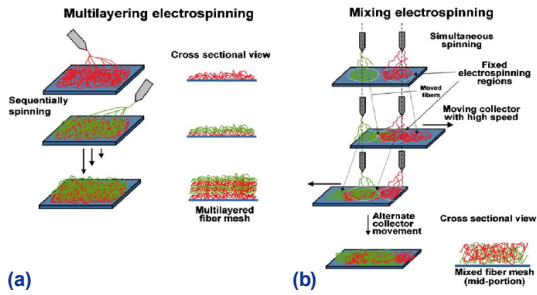 Multilayering electrospinning
Cross sectional view
Sequentially
spinning
Multilayered
fiber mesh
(a)
Mixing electrospinning
Simultaneous
spinning
Fixed
electrospinning
regions
Moved
fibers
Moving collector
with high speed
Alternate
collector
movement
Cross sectional view
Mixed fiber mesh
(mid-portion)
(b)